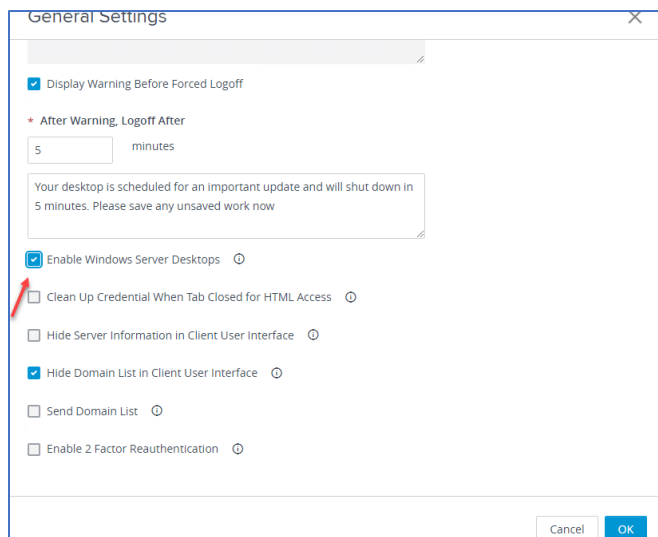 General Settings
Display Warning Before Forced Logoff
* After Warning, Logoff After
5 minutes
Your desktop is scheduled for an important update and will shut down in
5 minutes. Please save any unsaved work now
Enable Windows Server Desktops
Clean Up Credential When Tab Closed for HTML Access
Hide Server Information in Client User Interface
Hide Domain List in Client User Interface
Send Domain List
Enable 2 Factor Reauthentication
Cancel OK